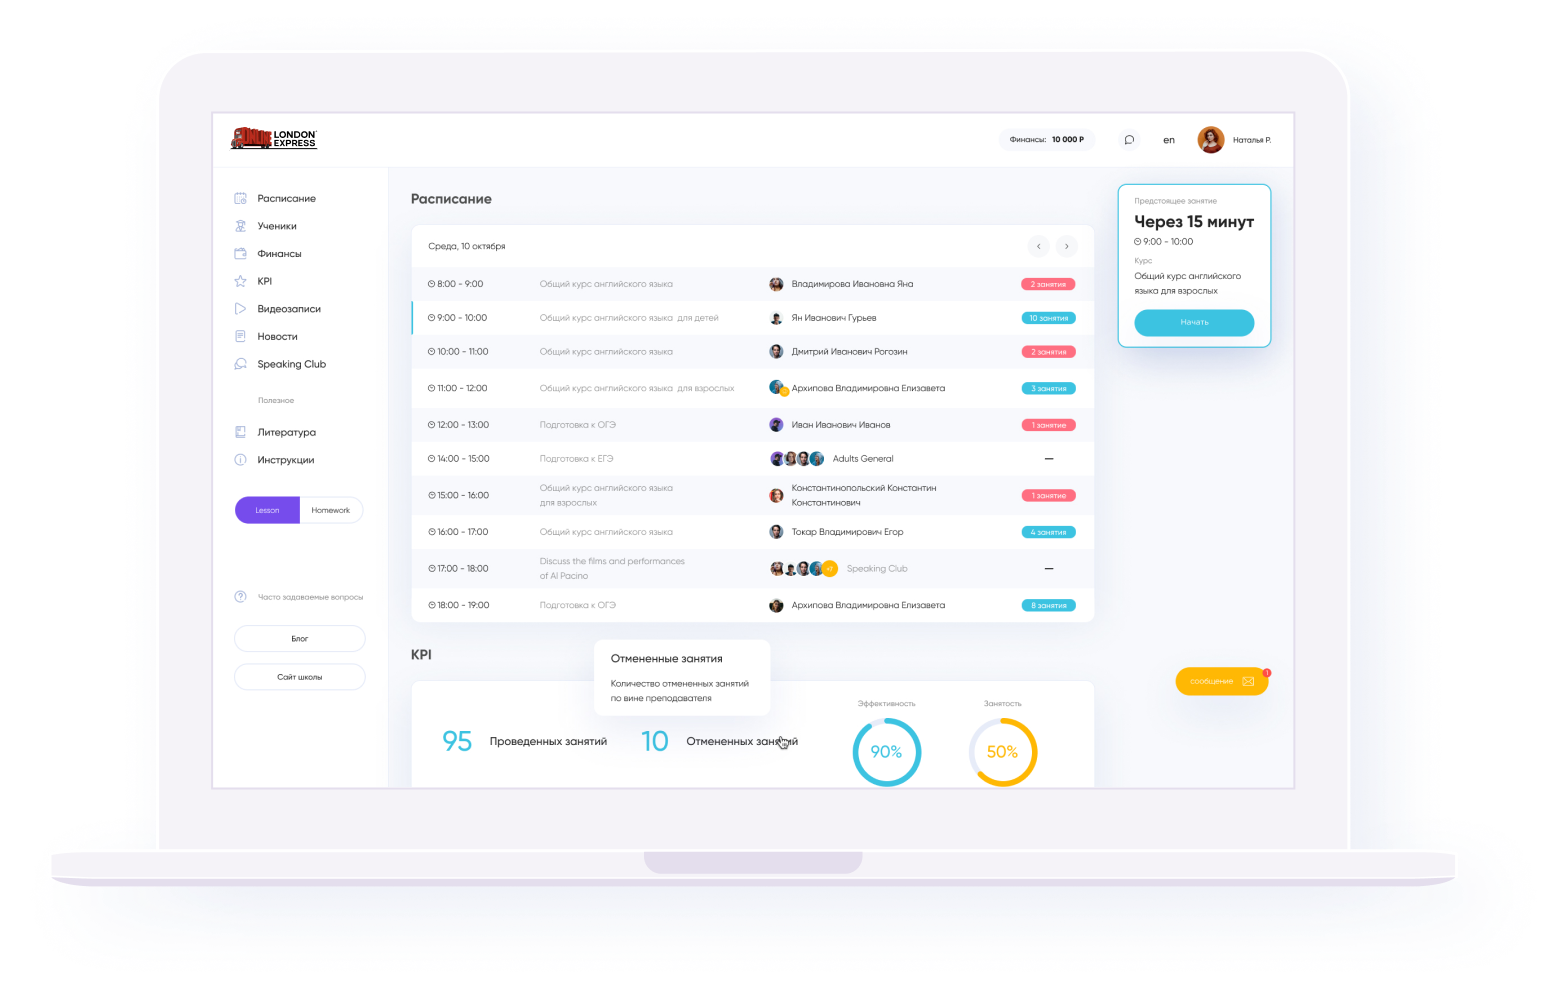 ONLINE
LONDON
EXPRESS
Финансы: 10 000 Р
en
Наталья Р.
Расписание
Ученики
Финансы
KPI
Видеозаписи
Новости
Speaking Club
Полезное
Литература
Инструкции
Lesson
Homework
Часто задаваемые вопросы
Блог
Сайт школы
Расписание
Среда, 10 октября
8:00 - 9:00 Общий курс английского языка Владимирова Ивановна Яна 2 занятия
9:00 - 10:00 Общий курс английского языка для детей Ян Иванович Гурьев 10 занятия
10:00 - 11:00 Общий курс английского языка Дмитрий Иванович Рогозин 2 занятия
11:00 - 12:00 Общий курс английского языка для взрослых Архипова Владимировна Елизавета 3 занятия
12:00 - 13:00 Подготовка к ОГЭ Иван Иванович Иванов 1 занятие
14:00 - 15:00 Подготовка к ЕГЭ Adults General —
15:00 - 16:00 Общий курс английского языка
для взрослых
Константинопольский Константин
Константинович
1 занятие
16:00 - 17:00 Общий курс английского языка Токар Владимирович Егор 4 занятия
17:00 - 18:00 Discuss the films and performances
of Al Pacino
Speaking Club —
18:00 - 19:00 Подготовка к ОГЭ Архипова Владимировна Елизавета 8 занятия
Предстоящее занятие
Через 15 минут
9:00 - 10:00
Курс
Общий курс английского
языка для взрослых
Начать
KPI
Отмененные занятия
Количество отмененных занятий
по вине преподавателя
95 Проведенных занятий
10 Отмененных занятий
Эффективность
90%
Занятость
50%
сообщение
1